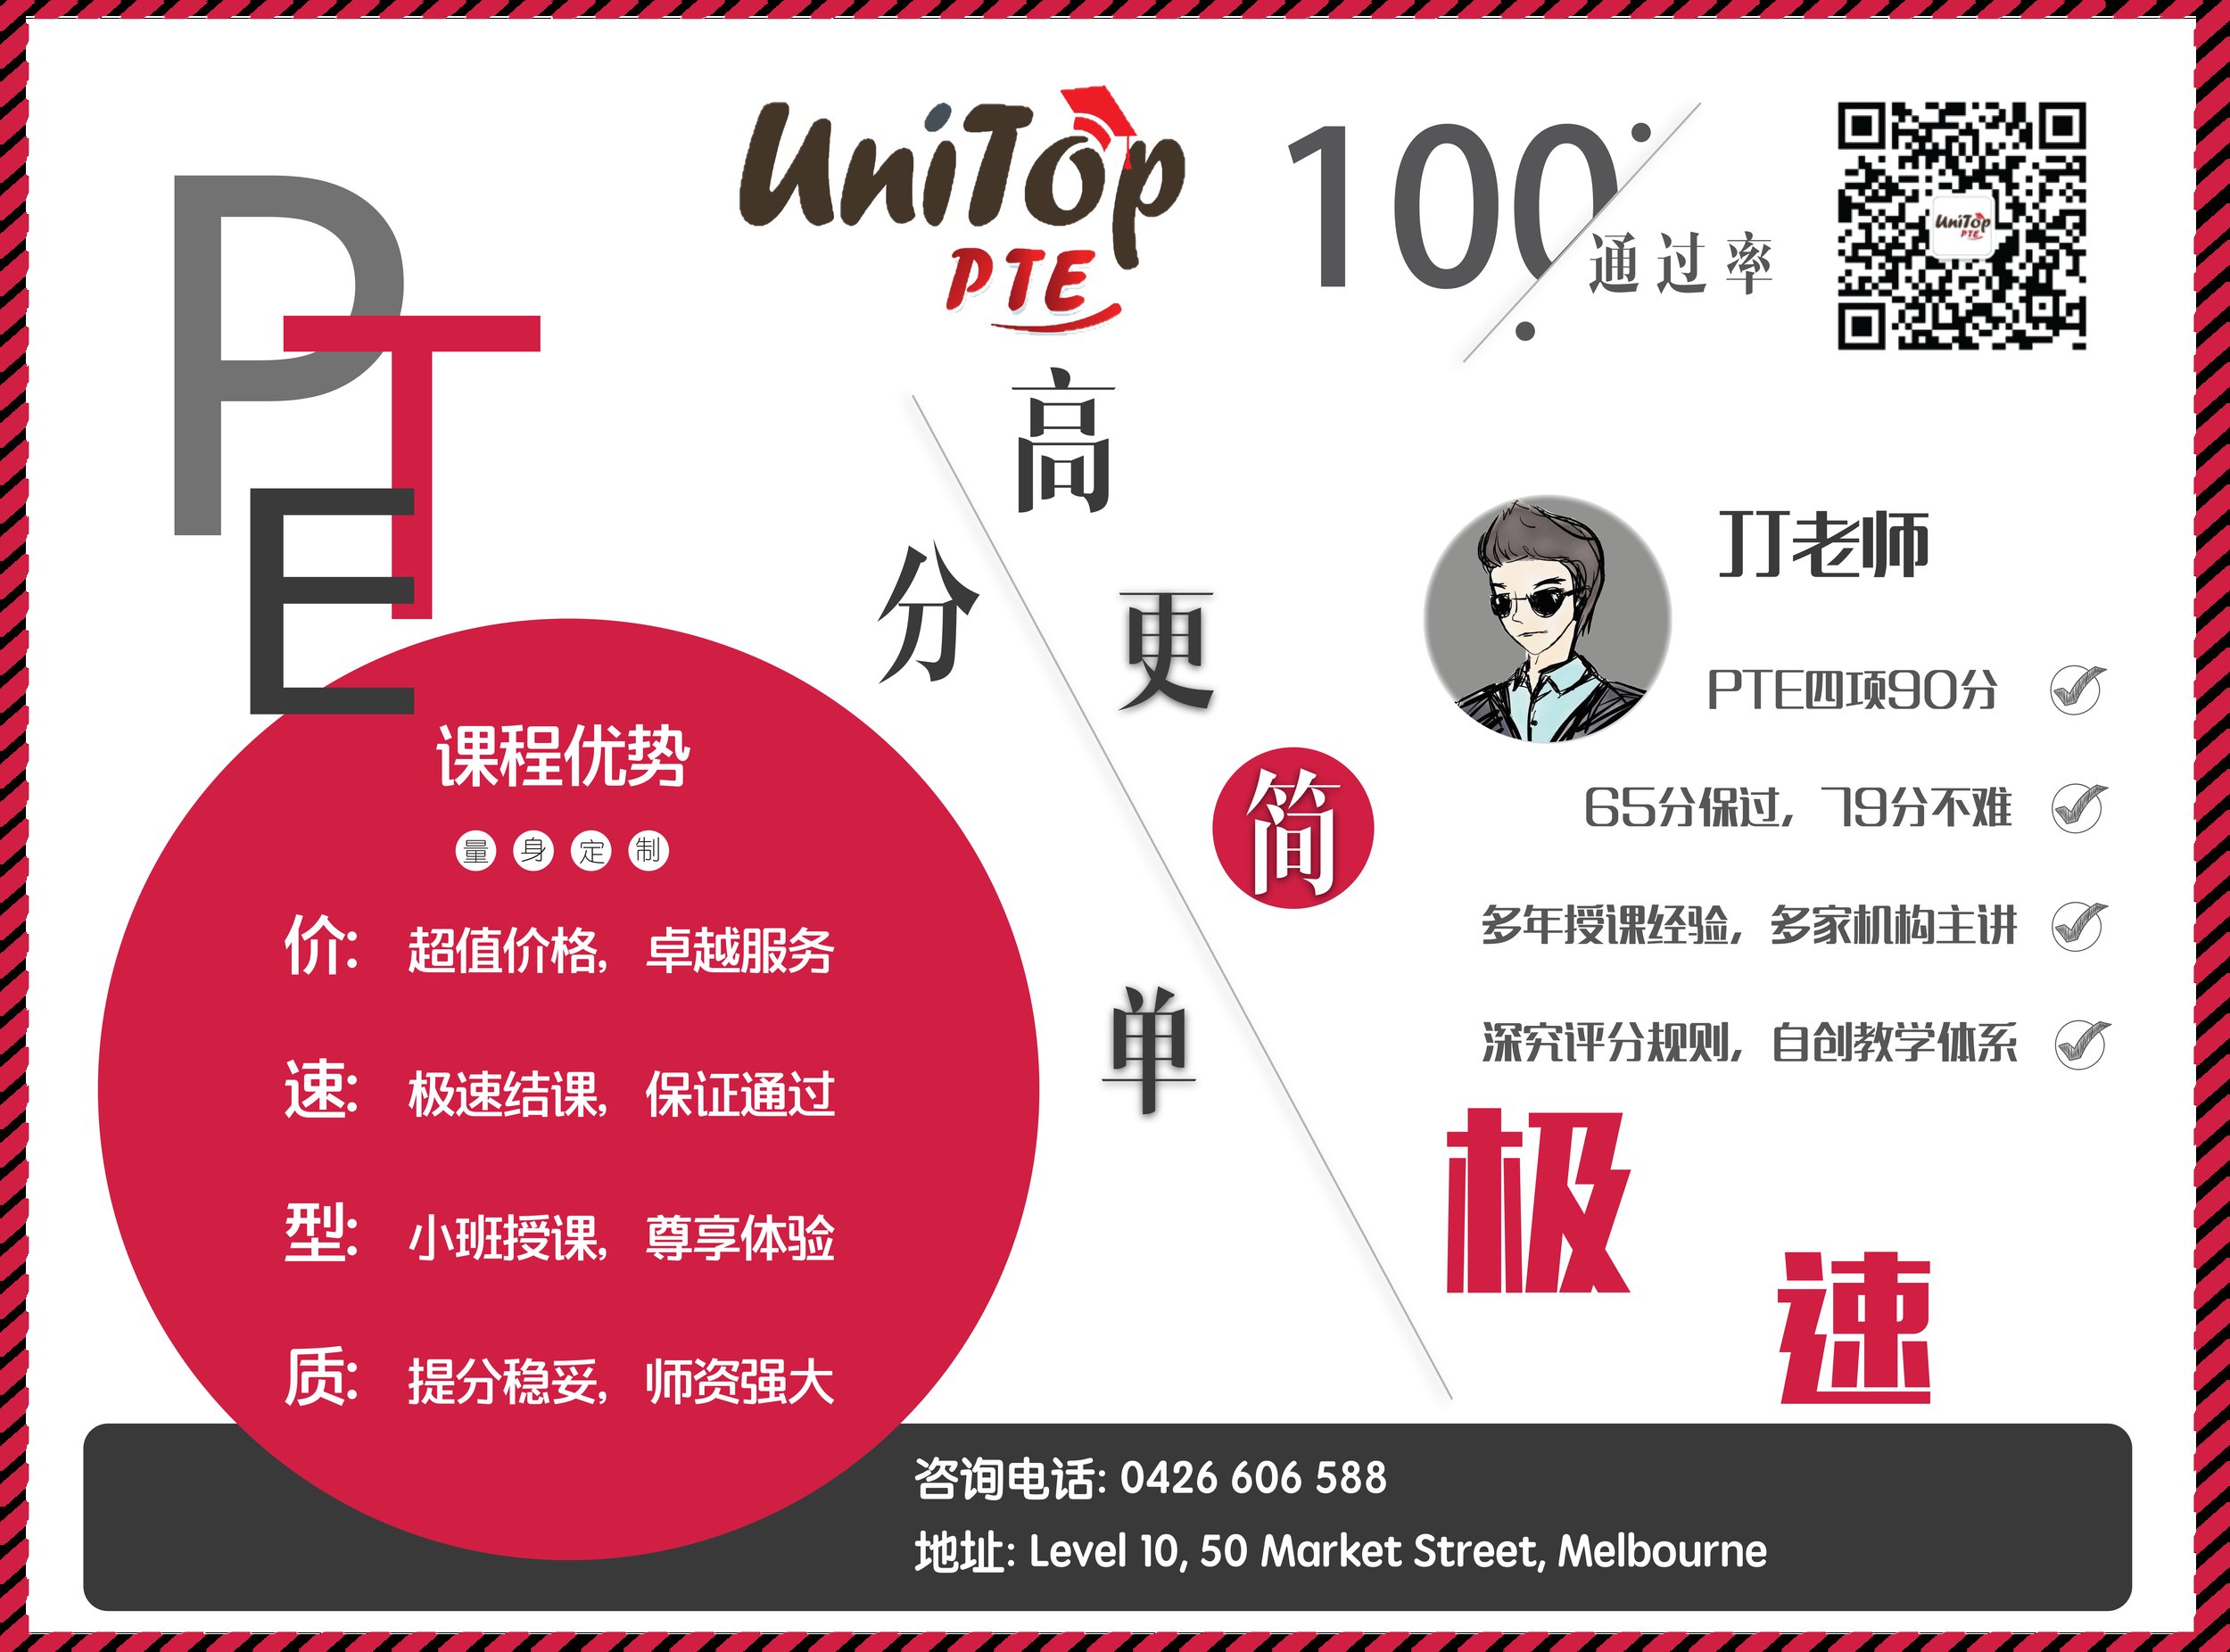 PTE
UniTop
PTE
100%
通过率
UniTop
PTE
高
分
更
简
单
丁丁老师
PTE四项90分
65分保过, 79分不难
多年授课经验, 多家机构主讲
深究评分规则, 自创教学体系
极
速
课程优势
量身定制
价: 超值价格, 卓越服务
速: 极速结课, 保证通过
型: 小班授课, 尊享体验
质: 提分稳妥, 师资强大
咨询电话: 0426 606 588
地址: Level 10, 50 Market Street, Melbourne